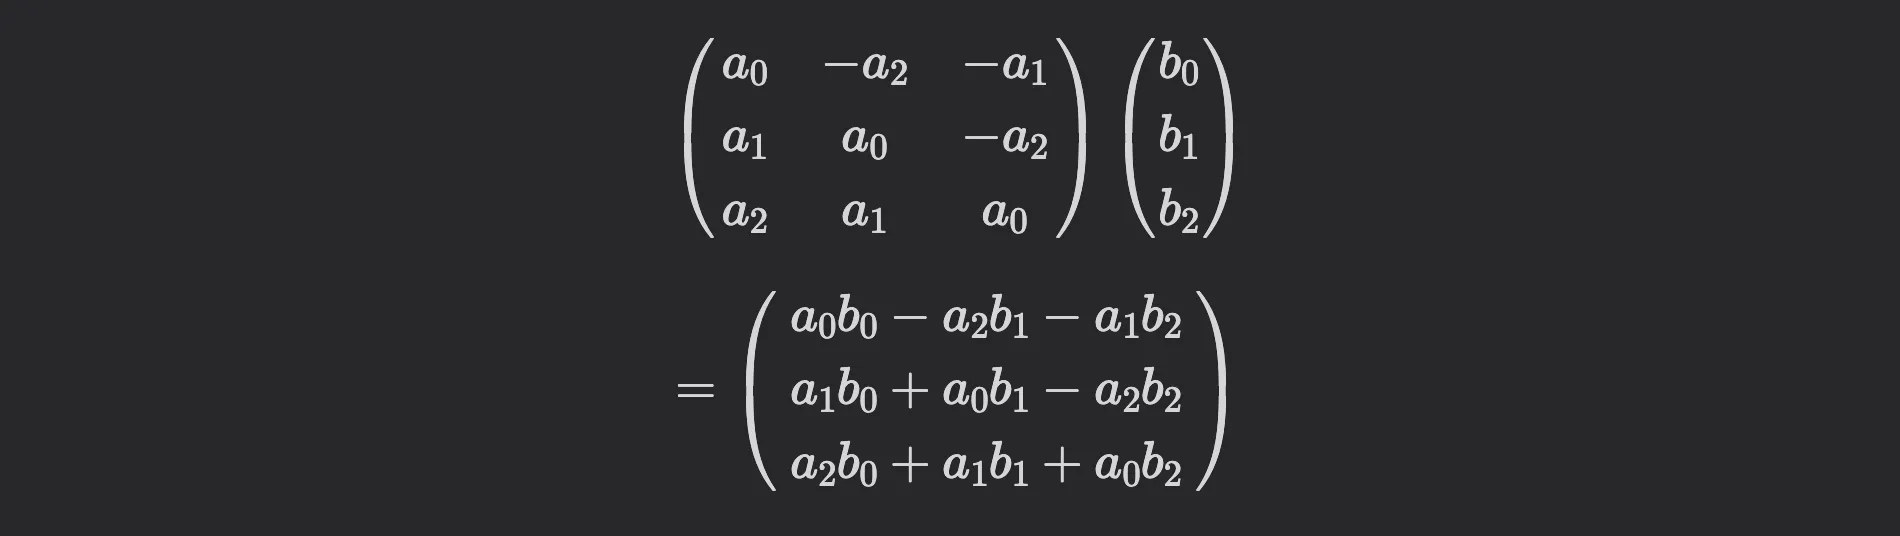 a₀ −a₂ −a₁ b₀
a₁ a₀ −a₂ b₁
a₂ a₁ a₀ b₂
a₀b₀ − a₂b₁ − a₁b₂
= a₁b₀ + a₀b₁ − a₂b₂
a₂b₀ + a₁b₁ + a₀b₂